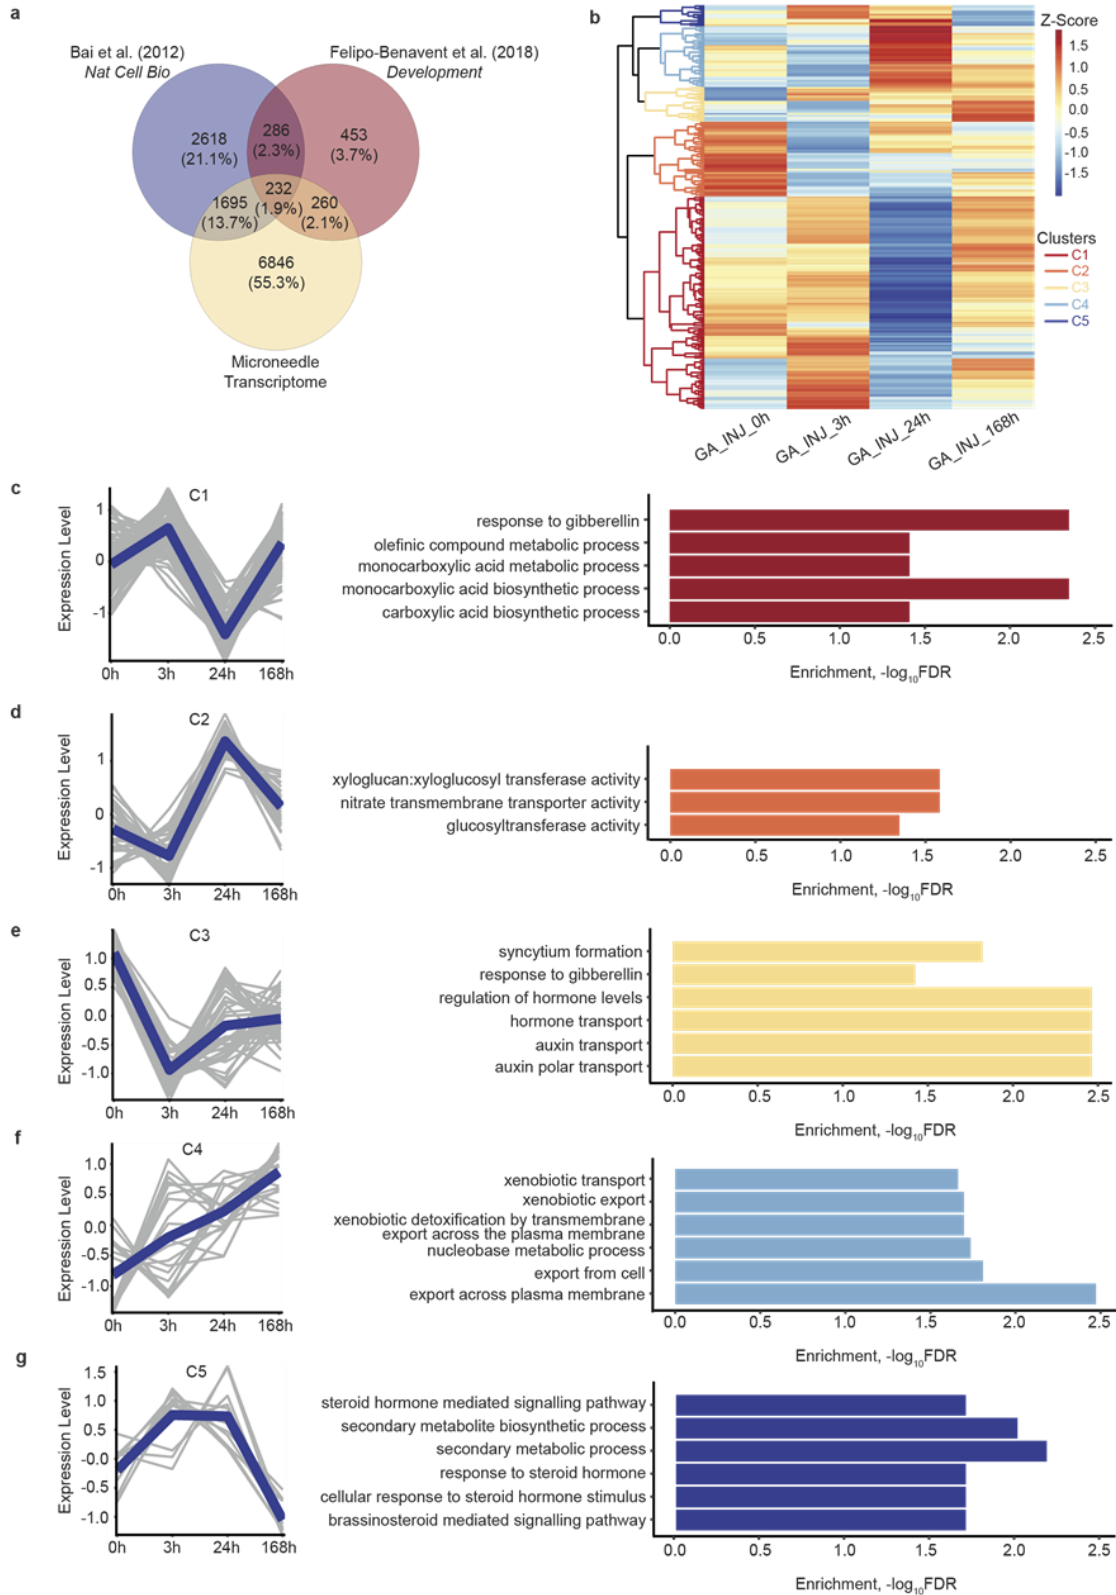 a
Bai et al. (2012)
Nat Cell Bio
Felipo-Benavent et al. (2018)
Development
2618
(21.1%)
286
(2.3%)
453
(3.7%)
232
(1.9%)
1695
(13.7%)
260
(2.1%)
6846
(55.3%)
Microneedle
Transcriptome
b
Z-Score
1.5
1.0
0.5
0.0
-0.5
-1.0
-1.5
Clusters
C1
C2
C3
C4
C5
GA_INJ_0h
GA_INJ_3h
GA_INJ_24h
GA_INJ_168h
c
C1
Expression Level
1
0
-1
0h 3h 24h 168h
response to gibberellin
olefinic compound metabolic process
monocarboxylic acid metabolic process
monocarboxylic acid biosynthetic process
carboxylic acid biosynthetic process
0.0 0.5 1.0 1.5 2.0 2.5
Enrichment, -log10FDR
d
C2
Expression Level
1
0
-1
0h 3h 24h 168h
xyloglucan:xyloglucosyl transferase activity
nitrate transmembrane transporter activity
glucosyltransferase activity
0.0 0.5 1.0 1.5 2.0 2.5
Enrichment, -log10FDR
e
C3
Expression Level
1.0
0.5
0.0
-0.5
-1.0
0h 3h 24h 168h
syncytium formation
response to gibberellin
regulation of hormone levels
hormone transport
auxin transport
auxin polar transport
0.0 0.5 1.0 1.5 2.0 2.5
Enrichment, -log10FDR
f
C4
Expression Level
1.0
0.5
0.0
-0.5
-1.0
0h 3h 24h 168h
xenobiotic transport
xenobiotic export
xenobiotic detoxification by transmembrane
export across the plasma membrane
nucleobase metabolic process
export from cell
export across plasma membrane
0.0 0.5 1.0 1.5 2.0 2.5
Enrichment, -log10FDR
g
C5
Expression Level
1.5
1.0
0.5
-0.0
-0.5
-1.0
0h 3h 24h 168h
steroid hormone mediated signalling pathway
secondary metabolite biosynthetic process
secondary metabolic process
response to steroid hormone
cellular response to steroid hormone stimulus
brassinosteroid mediated signalling pathway
0.0 0.5 1.0 1.5 2.0 2.5
Enrichment, -log10FDR